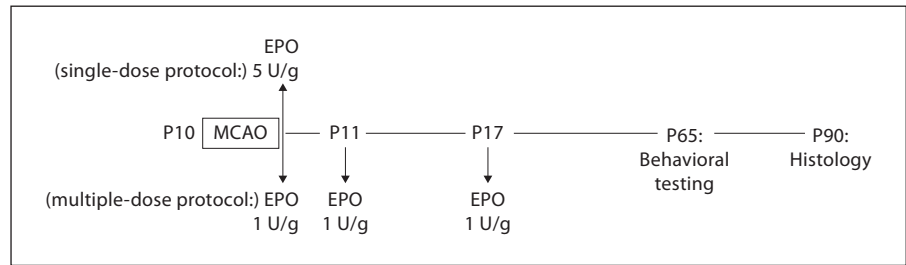 EPO
(single-dose protocol:) 5 U/g
P10 MCAO P11 P17 P65: P90:
Behavioral Histology
testing
(multiple-dose protocol:) EPO EPO EPO
1 U/g 1 U/g 1 U/g